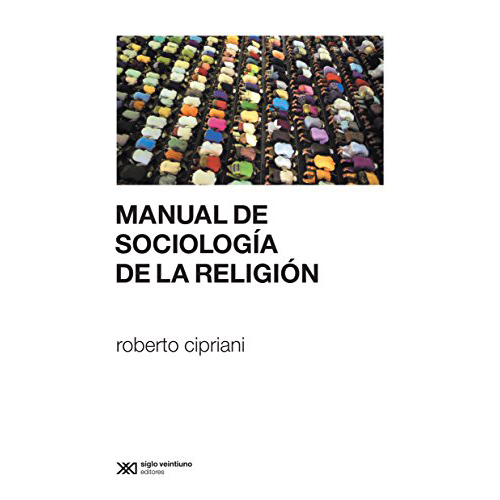 MANUAL DE
SOCIOLOGÍA
DE LA RELIGIÓN
roberto cipriani
siglo veintiuno
editores